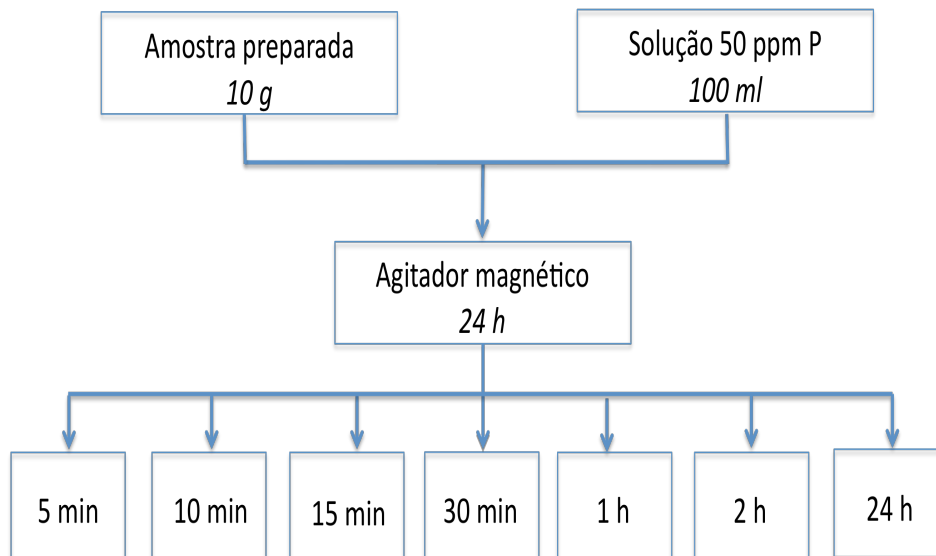 Amostra preparada
10 g
Solução 50 ppm P
100 ml
Agitador magnético
24 h
5 min
10 min
15 min
30 min
1 h
2 h
24 h